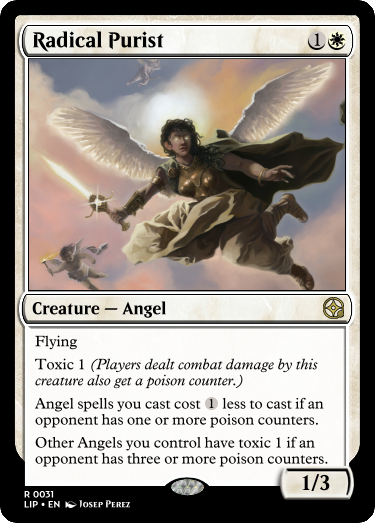 Radical Purist 1
Creature — Angel
Flying
Toxic 1 (Players dealt combat damage by this
creature also get a poison counter.)
Angel spells you cast cost 1 less to cast if an
opponent has one or more poison counters.
Other Angels you control have toxic 1 if an
opponent has three or more poison counters.
1/3
R 0031
LIP • EN Josep Perez